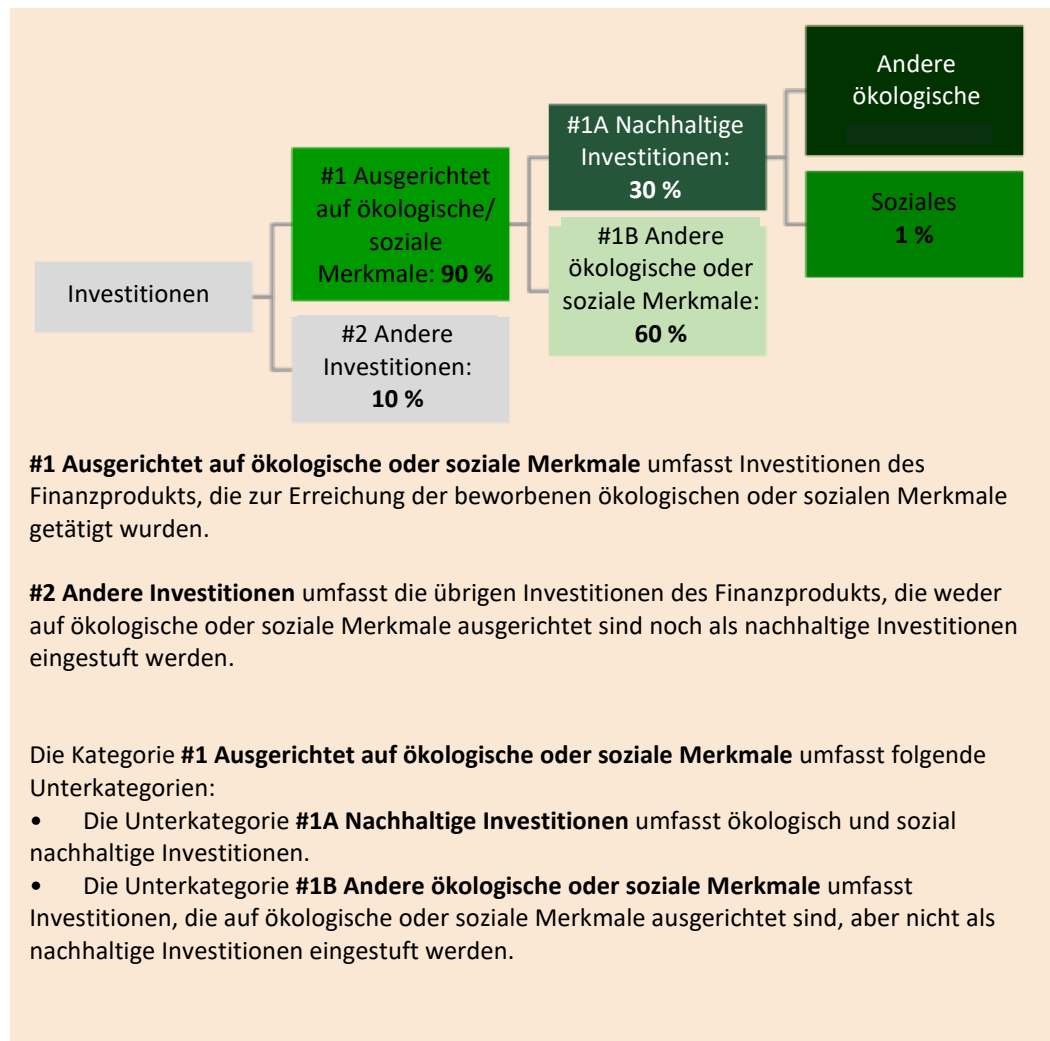 Andere
ökologische
#1A Nachhaltige
Investitionen:
30 %
#1 Ausgerichtet
auf ökologische/
soziale
Merkmale: 90 %
Soziales
1 %
#1B Andere
ökologische oder
soziale Merkmale:
60 %
Investitionen
#2 Andere
Investitionen:
10 %
#1 Ausgerichtet auf ökologische oder soziale Merkmale umfasst Investitionen des
Finanzprodukts, die zur Erreichung der beworbenen ökologischen oder sozialen Merkmale
getätigt wurden.
#2 Andere Investitionen umfasst die übrigen Investitionen des Finanzprodukts, die weder
auf ökologische oder soziale Merkmale ausgerichtet sind noch als nachhaltige Investitionen
eingestuft werden.
Die Kategorie #1 Ausgerichtet auf ökologische oder soziale Merkmale umfasst folgende
Unterkategorien:
• Die Unterkategorie #1A Nachhaltige Investitionen umfasst ökologisch und sozial
nachhaltige Investitionen.
• Die Unterkategorie #1B Andere ökologische oder soziale Merkmale umfasst
Investitionen, die auf ökologische oder soziale Merkmale ausgerichtet sind, aber nicht als
nachhaltige Investitionen eingestuft werden.